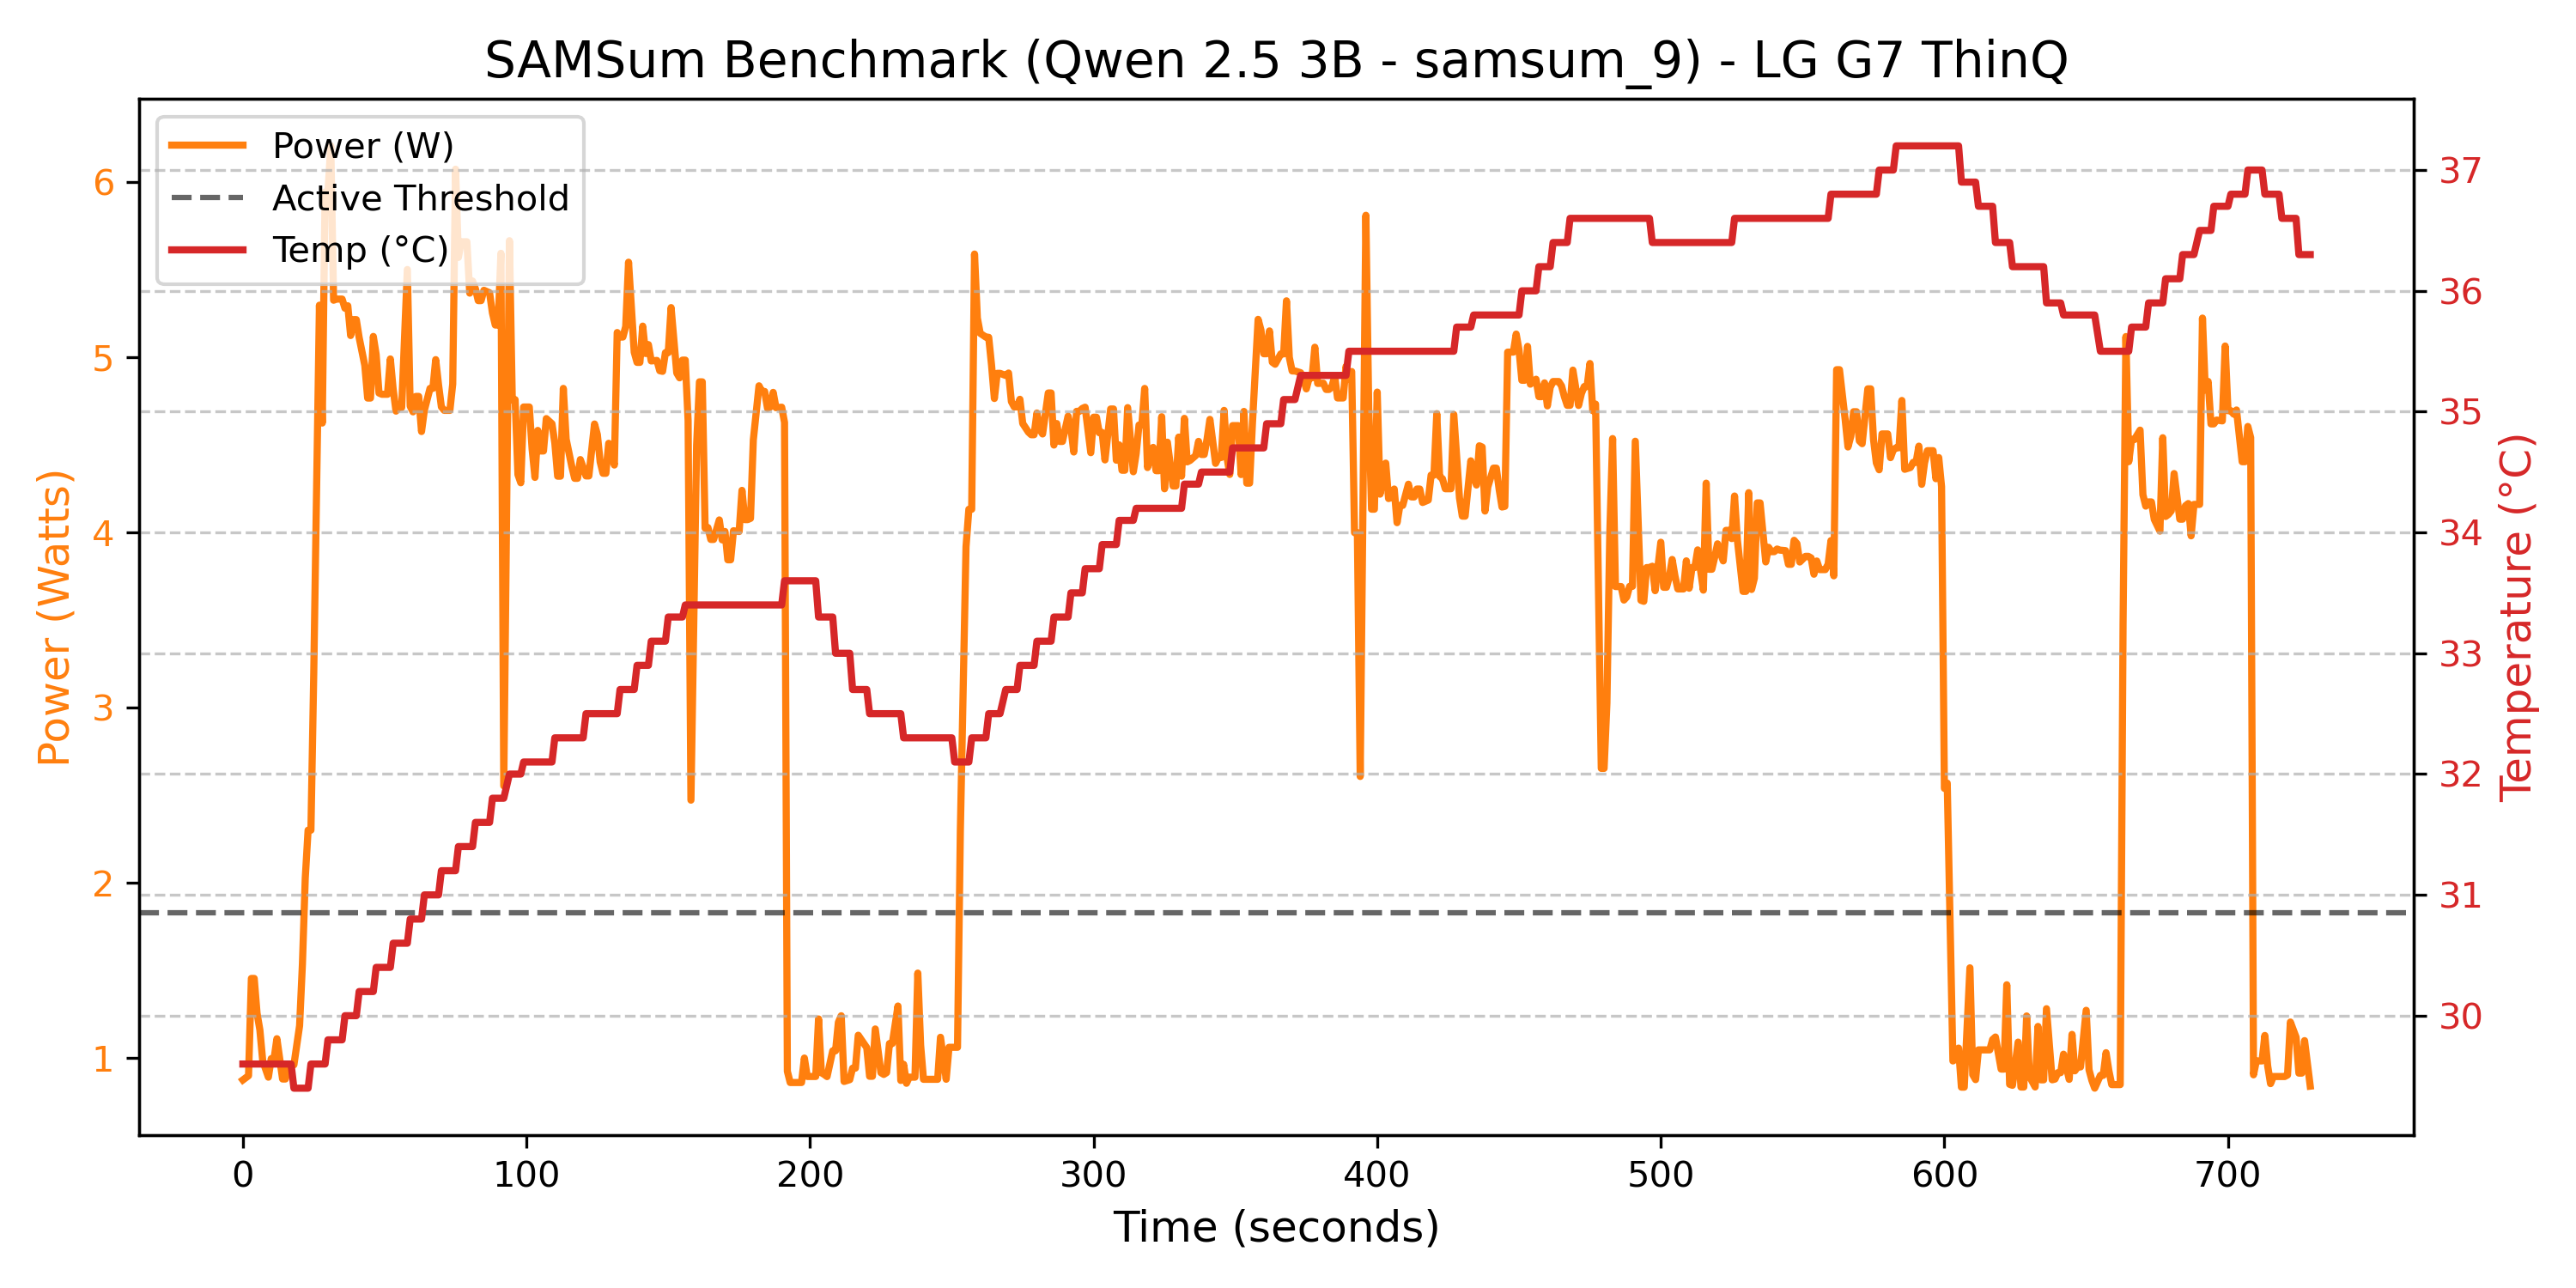 SAMSum Benchmark (Qwen 2.5 3B - samsum_9) - LG G7 ThinQ
Power (W)
Active Threshold
Temp (°C)
Power (Watts)
6
5
4
3
2
1
37
36
35
34
33
32
31
30
Temperature (°C)
0 100 200 300 400 500 600 700
Time (seconds)